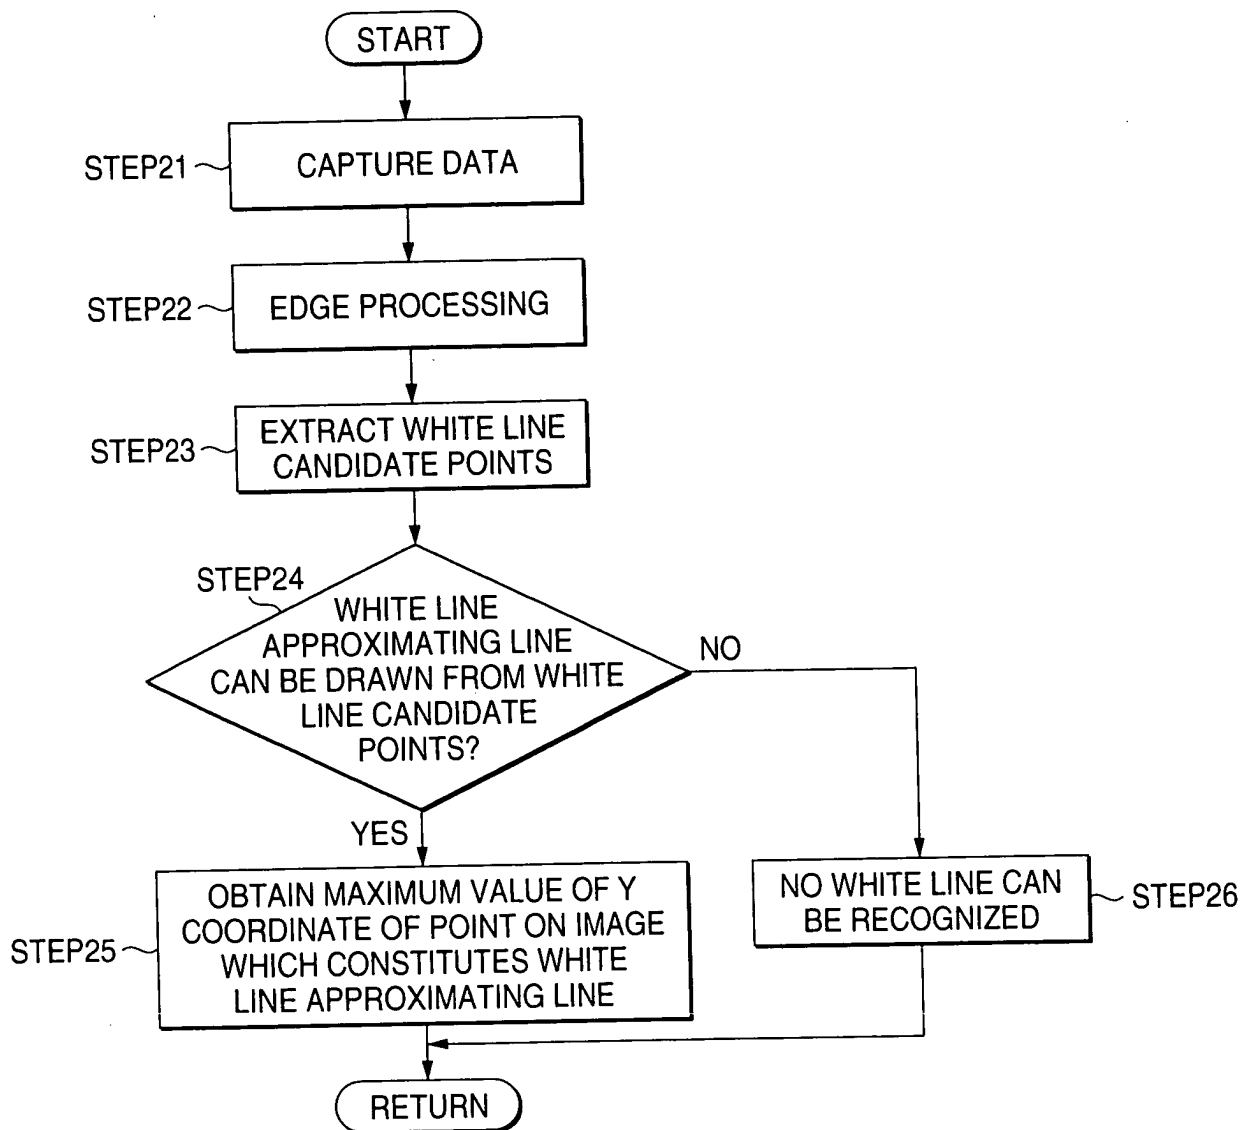 START
STEP21
CAPTURE DATA
STEP22
EDGE PROCESSING
STEP23
EXTRACT WHITE LINE
CANDIDATE POINTS
STEP24
WHITE LINE
APPROXIMATING LINE
CAN BE DRAWN FROM WHITE
LINE CANDIDATE
POINTS?
NO
YES
STEP25
OBTAIN MAXIMUM VALUE OF Y
COORDINATE OF POINT ON IMAGE
WHICH CONSTITUTES WHITE
LINE APPROXIMATING LINE
NO WHITE LINE CAN
BE RECOGNIZED
STEP26
RETURN